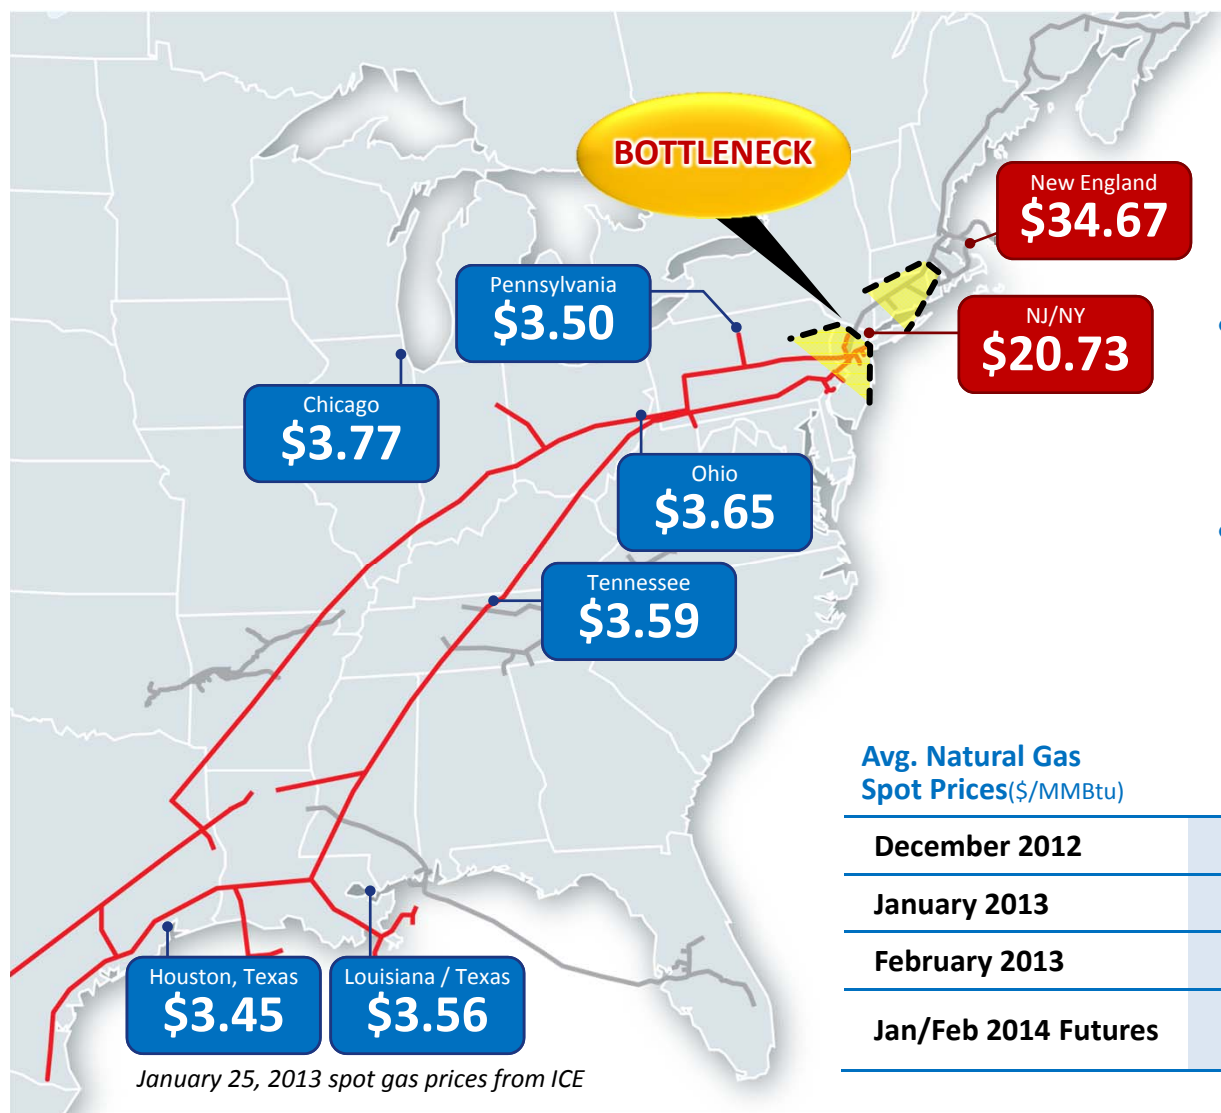 BOTTLENECK
New England
$34.67
Pennsylvania
$3.50
NJ/NY
$20.73
Chicago
$3.77
Ohio
$3.65
Tennessee
$3.59
Avg. Natural Gas
Spot Prices($/MMBtu)
December 2012
January 2013
February 2013
Jan/Feb 2014 Futures
Houston, Texas
$3.45
Louisiana / Texas
$3.56
January 25, 2013 spot gas prices from ICE